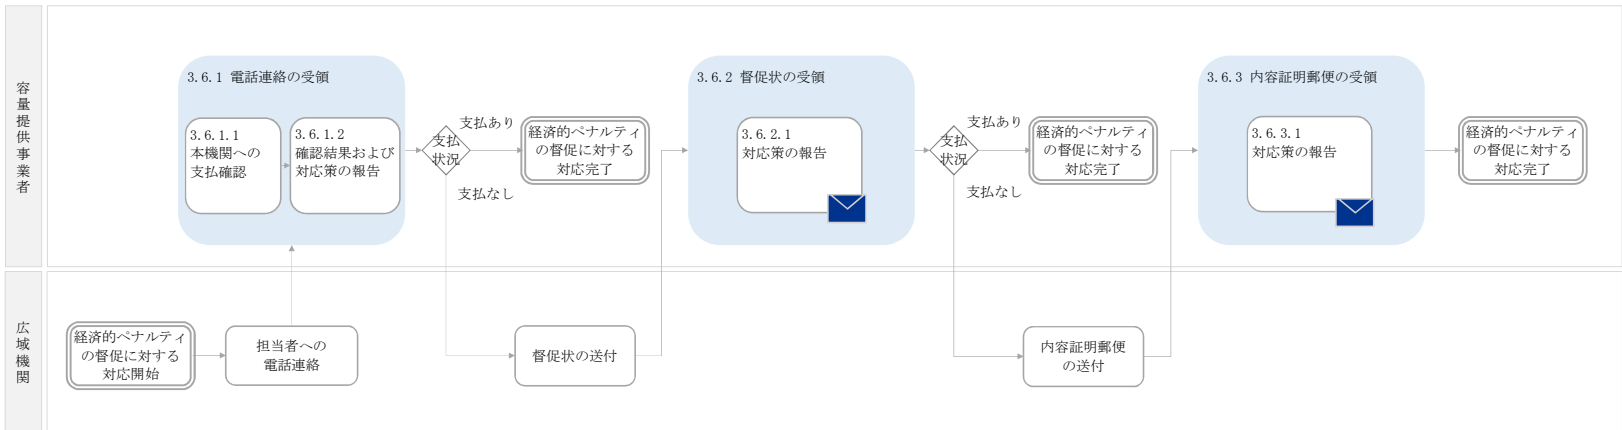 容量提供事業者
3.6.1 電話連絡の受領
3.6.1.1
本機関への
支払確認
3.6.1.2
確認結果および
対応策の報告
支払
状況
支払あり
支払なし
経済的ペナルティ
の督促に対する
対応完了
3.6.2 督促状の受領
3.6.2.1
対応策の報告
支払
状況
支払あり
支払なし
経済的ペナルティ
の督促に対する
対応完了
3.6.3 内容証明郵便の受領
3.6.3.1
対応策の報告
経済的ペナルティ
の督促に対する
対応完了
広域機関
経済的ペナルティ
の督促に対する
対応開始
担当者への
電話連絡
督促状の送付
内容証明郵便
の送付